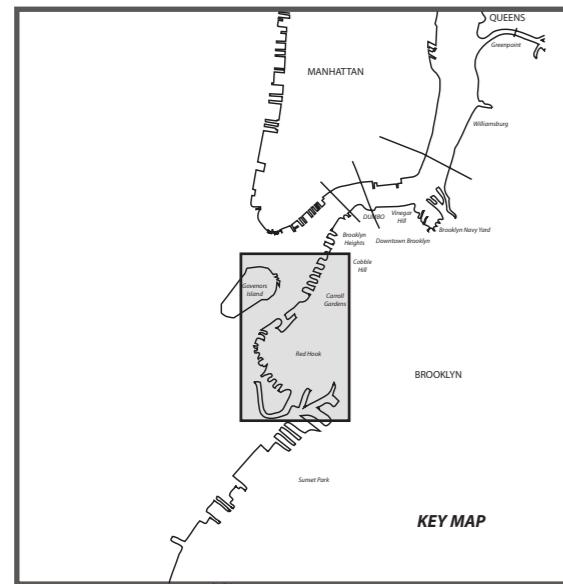 QUEENS
Greenpoint
MANHATTAN
Williamsburg
DUMBO
Vinegar
Hill
Brooklyn Navy Yard
Brooklyn
Heights
Downtown Brooklyn
Cobble
Hill
Govenors
Island
Carroll
Gardens
Red Hook
BROOKLYN
Sunset Park
KEY MAP